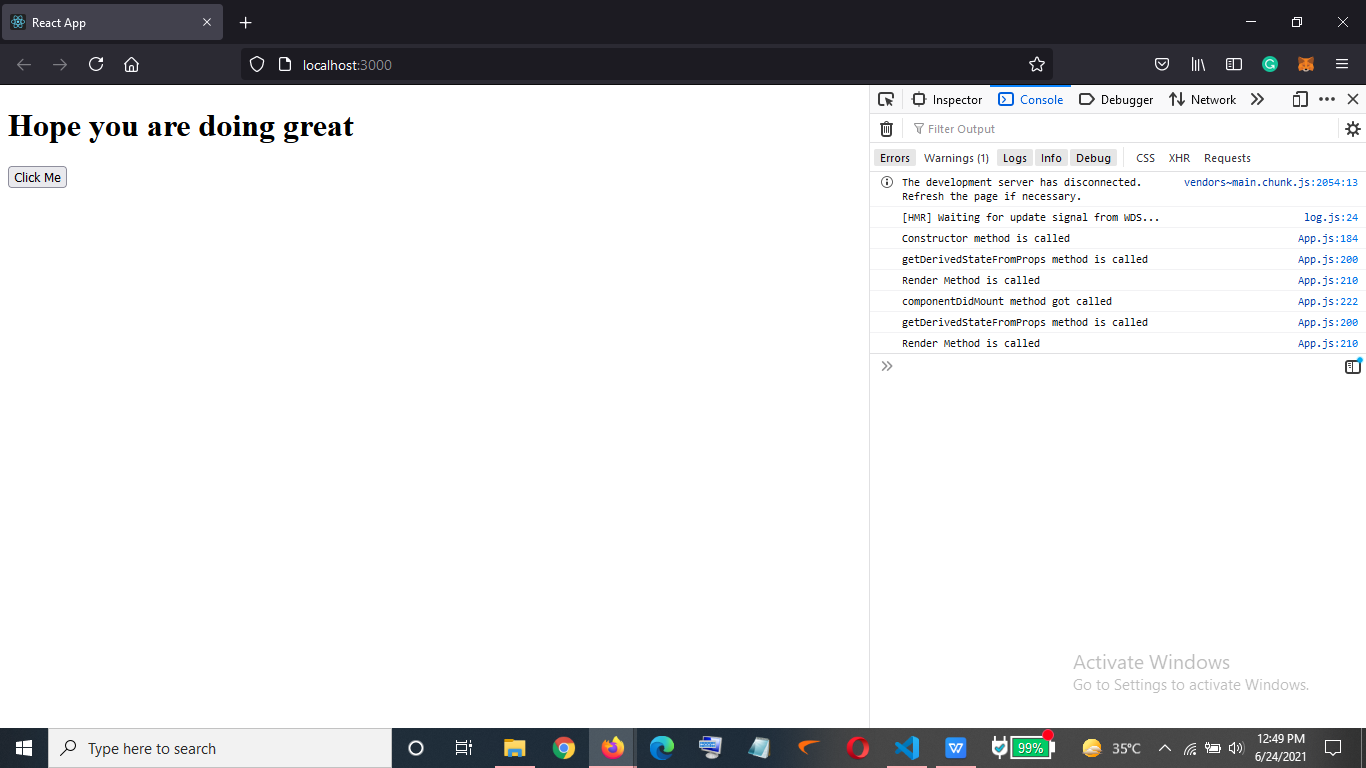 React App
localhost:3000
Hope you are doing great
Click Me
Inspector
Console
Debugger
Network
Filter Output
Errors
Warnings (1)
Logs
Info
Debug
CSS
XHR
Requests
The development server has disconnected. vendors~main.chunk.js:2054:13
Refresh the page if necessary.
[HMR] Waiting for update signal from WDS... log.js:24
Constructor method is called App.js:184
getDerivedStateFromProps method is called App.js:200
Render Method is called App.js:210
componentDidMount method got called App.js:222
getDerivedStateFromProps method is called App.js:200
Render Method is called App.js:210
Activate Windows
Go to Settings to activate Windows.
Type here to search
99%
35°C
12:49 PM
6/24/2021